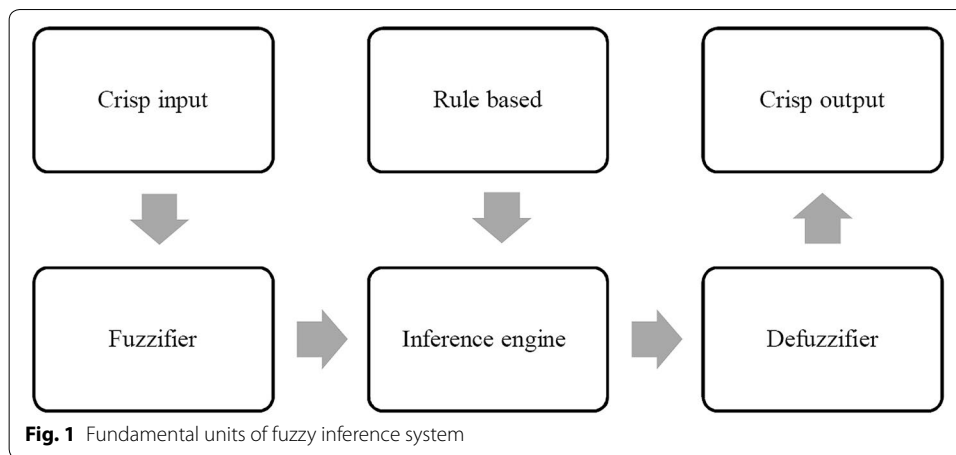 Crisp input
Rule based
Crisp output
Fuzzifier
Inference engine
Defuzzifier
Fig. 1 Fundamental units of fuzzy inference system